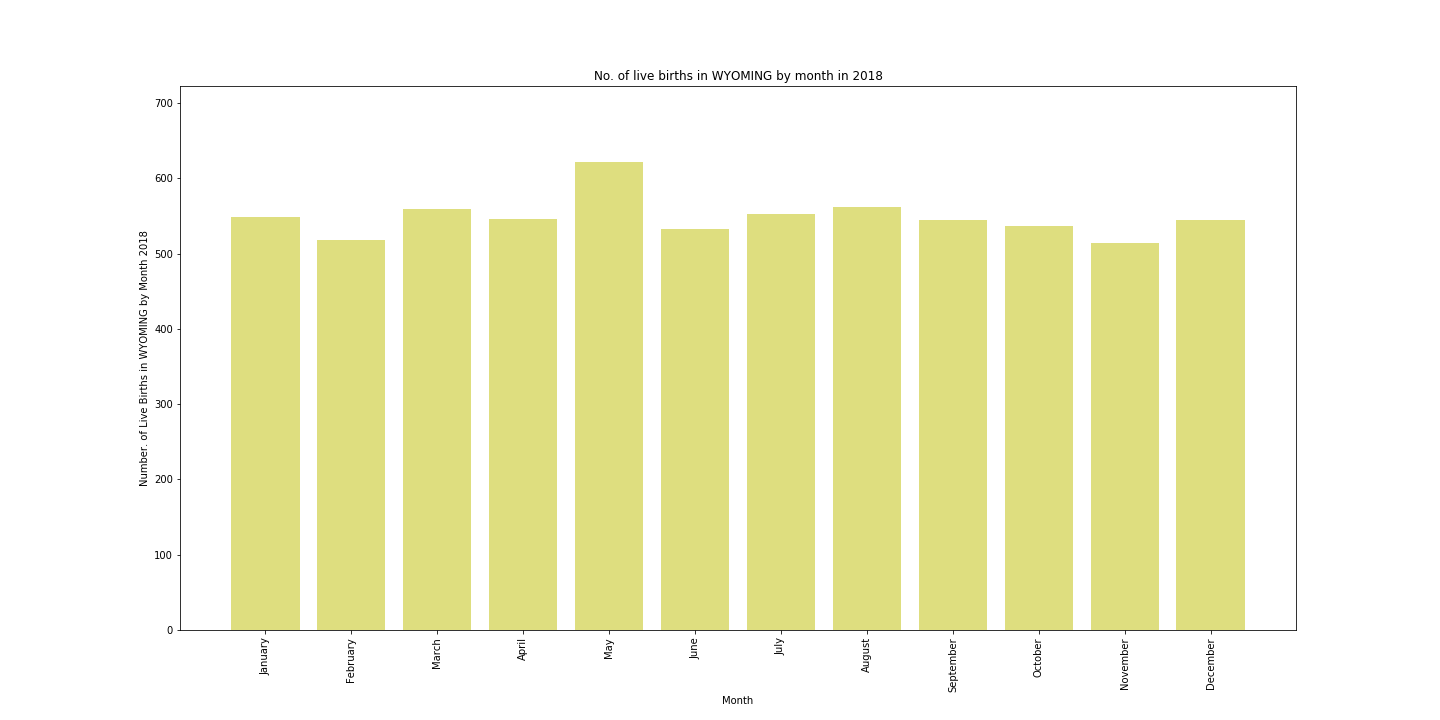 No. of live births in WYOMING by month in 2018
Number. of Live Births in WYOMING by Month 2018
700
600
500
400
300
200
100
0
January
February
March
April
May
June
July
August
September
October
November
December
Month